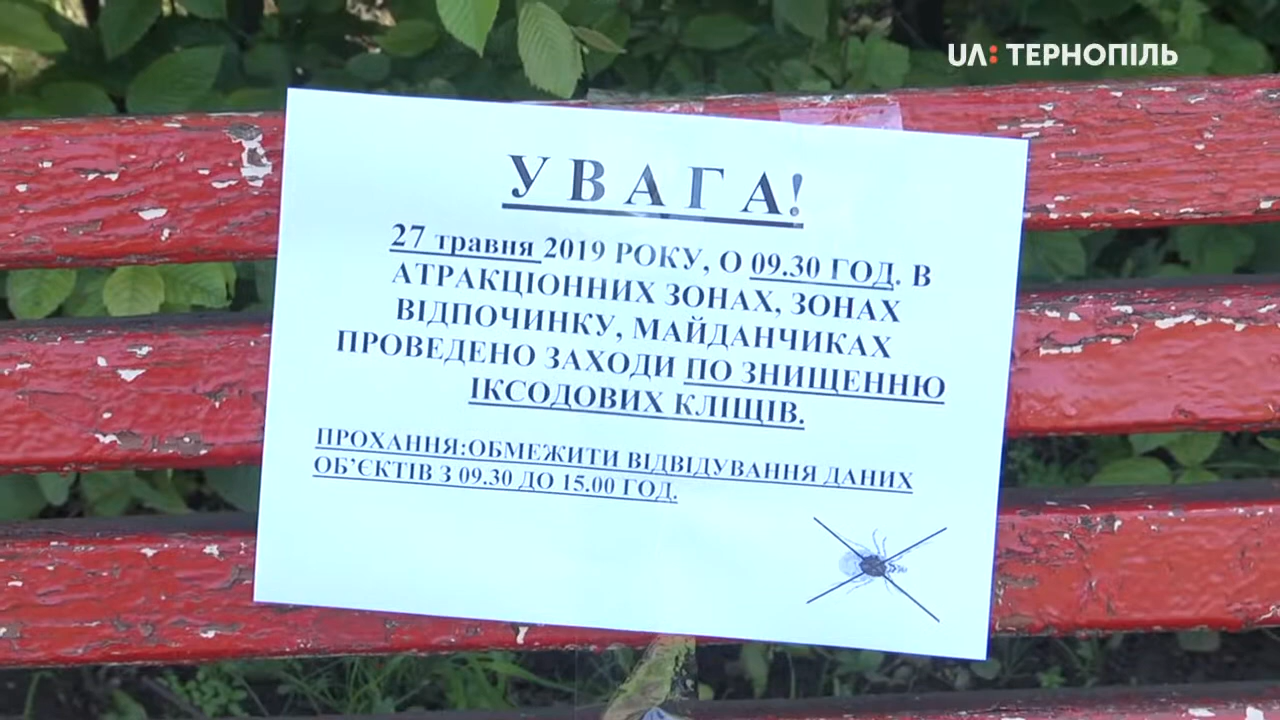 UA: ТЕРНОПІЛЬ
УВАГА!
27 травня 2019 РОКУ, О 09.30 ГОД. В
АТРАКЦІОННИХ ЗОНАХ, ЗОНАХ
ВІДПОЧИНКУ, МАЙДАНЧИКАХ
ПРОВЕДЕНО ЗАХОДИ ПО ЗНИЩЕННЮ
ІКСОДОВИХ КЛІЩІВ.
ПРОХАННЯ:ОБМЕЖИТИ ВІДВІДУВАННЯ ДАНИХ
ОБ'ЄКТІВ З 09.30 ДО 15.00 ГОД.